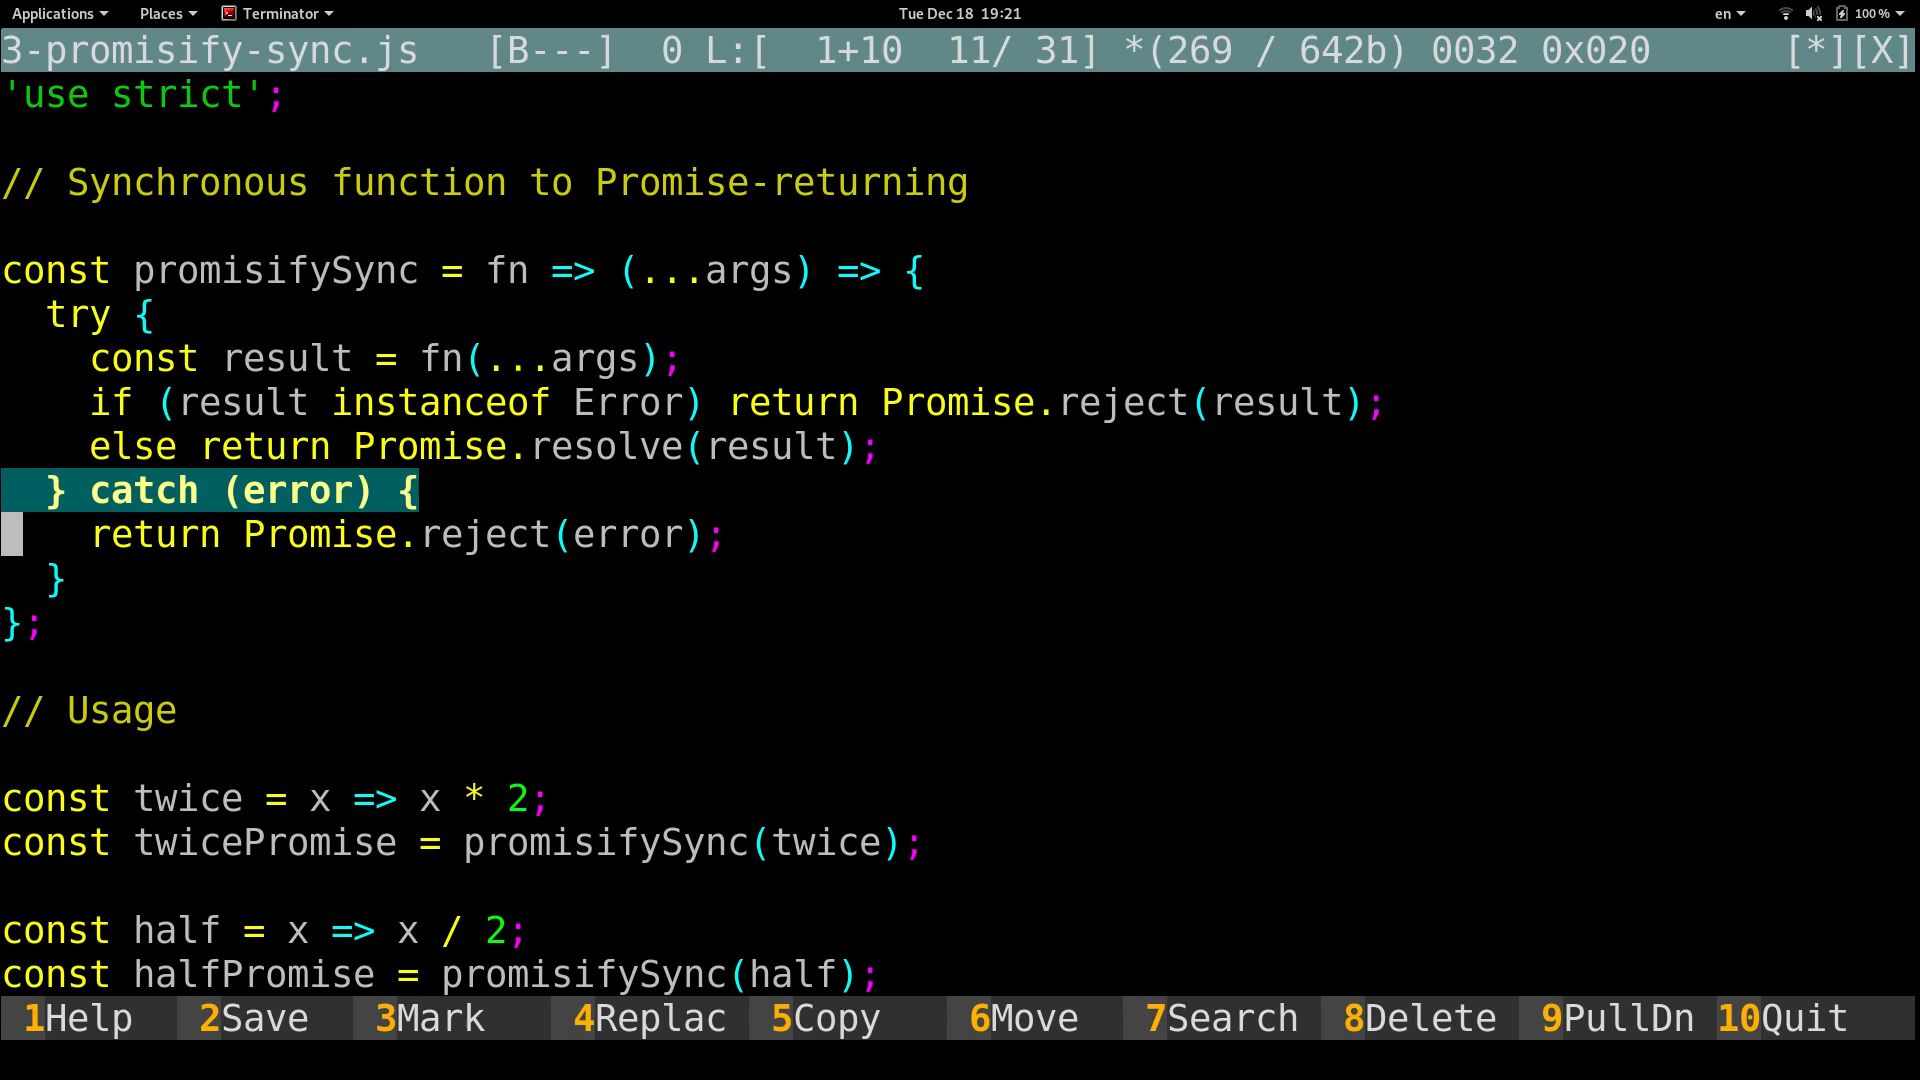 Applications Places Terminator Tue Dec 18 19:21 en 100 %
3-promisify-sync.js [B---] 0 L:[ 1+10 11/ 31] *(269 / 642b) 0032 0x020 [*][X]
'use strict';
// Synchronous function to Promise-returning
const promisifySync = fn => (...args) => {
  try {
    const result = fn(...args);
    if (result instanceof Error) return Promise.reject(result);
    else return Promise.resolve(result);
  } catch (error) {
    return Promise.reject(error);
  }
};
// Usage
const twice = x => x * 2;
const twicePromise = promisifySync(twice);
const half = x => x / 2;
const halfPromise = promisifySync(half);
1Help 2Save 3Mark 4Replac 5Copy 6Move 7Search 8Delete 9PullDn 10Quit